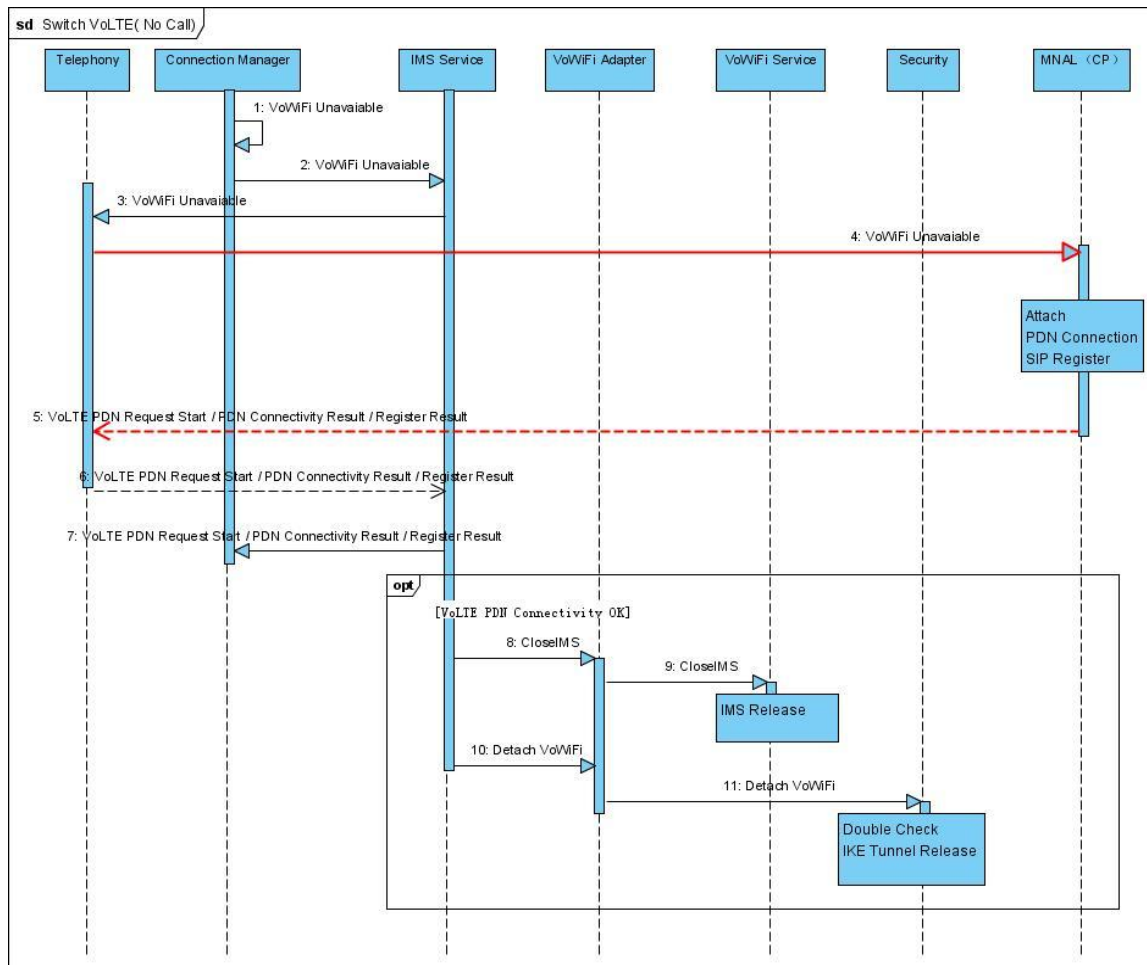 sd Switch VoLTE( No Call)
Telephony
Connection Manager
IMS Service
VoWiFi Adapter
VoWiFi Service
Security
MNAL（CP）
1: VoWiFi Unavaiable
2: VoWiFi Unavaiable
3: VoWiFi Unavaiable
4: VoWiFi Unavaiable
Attach
PDN Connection
SIP Register
5: VoLTE PDN Request Start / PDN Connectivity Result / Register Result
6: VoLTE PDN Request Start / PDN Connectivity Result / Register Result
7: VoLTE PDN Request Start / PDN Connectivity Result / Register Result
opt
[VoLTE PDN Connectivity OK]
8: CloseIMS
9: CloseIMS
IMS Release
10: Detach VoWiFi
11: Detach VoWiFi
Double Check
IKE Tunnel Release